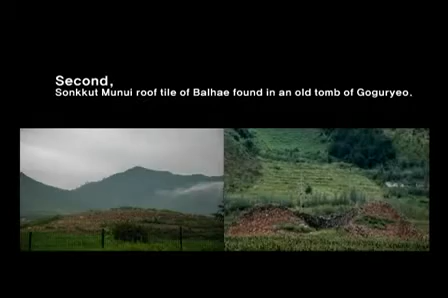 Second,
Sonkkut Munui roof tile of Balhae found in an old tomb of Goguryeo.